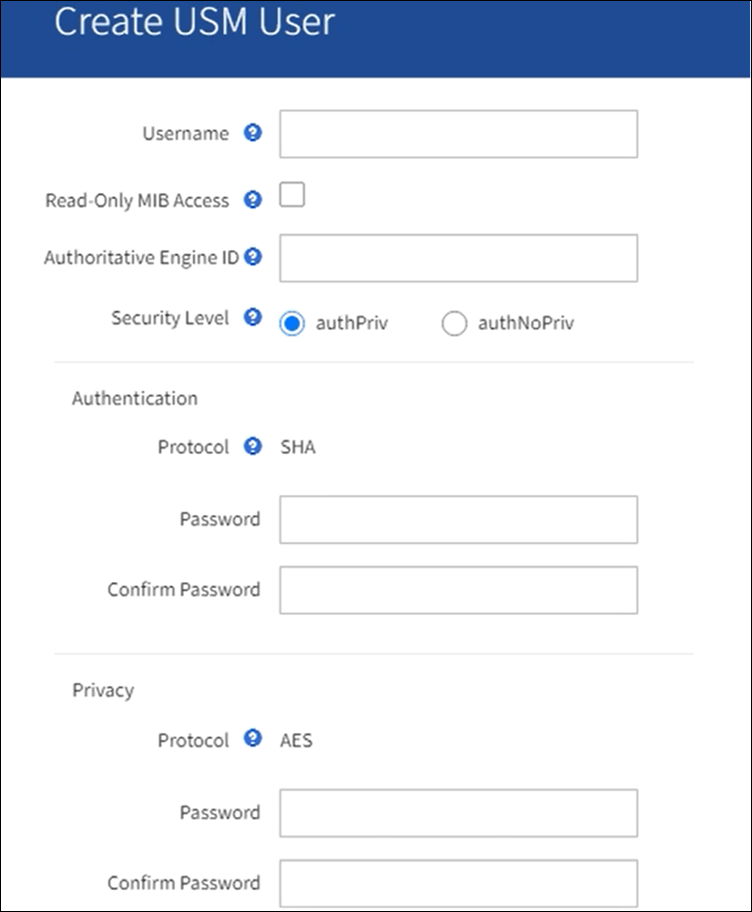 Create USM User
Username ?
Read-Only MIB Access ?
Authoritative Engine ID ?
Security Level ? authPriv authNoPriv
Authentication
Protocol ? SHA
Password
Confirm Password
Privacy
Protocol ? AES
Password
Confirm Password